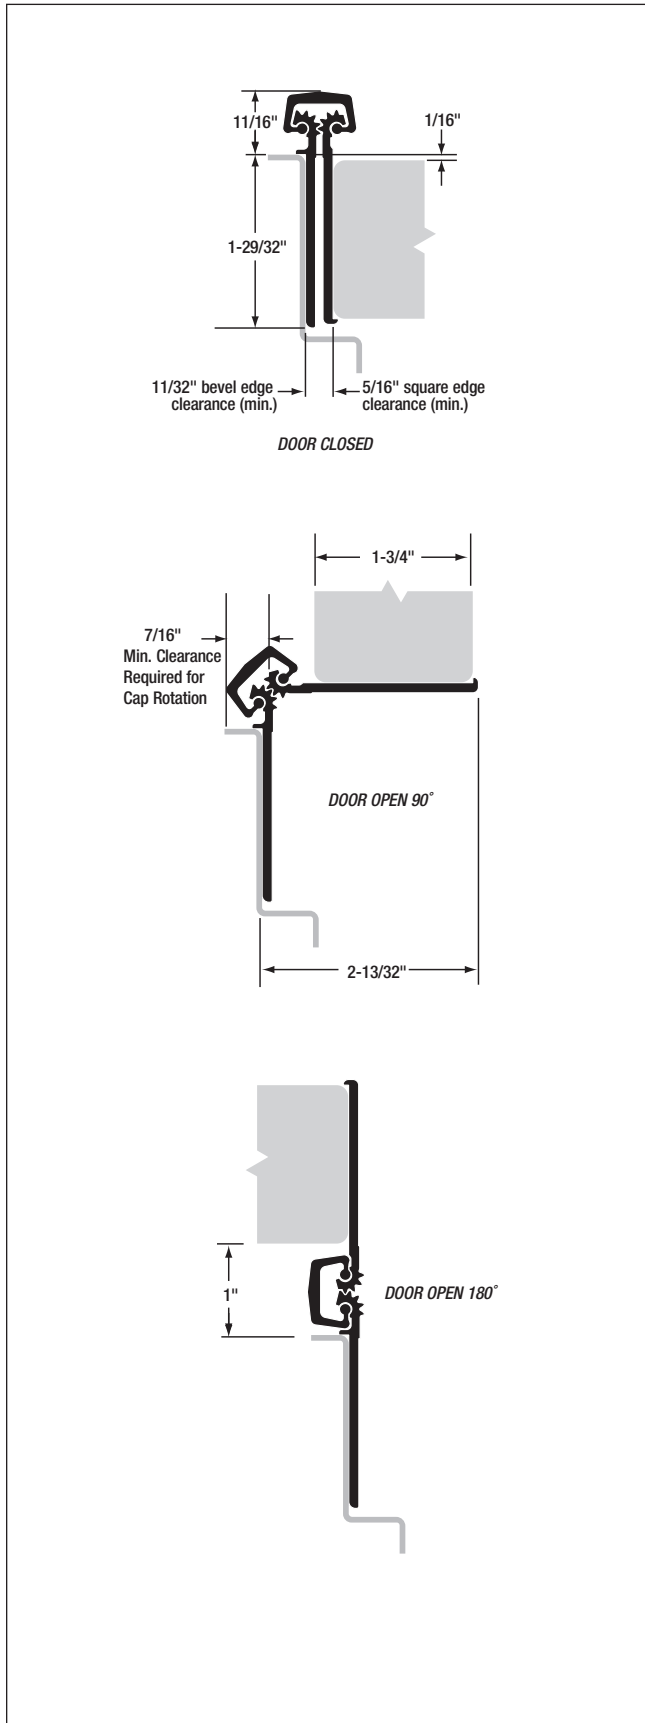 11/16"
1/16"
1-29/32"
11/32" bevel edge
clearance (min.)
5/16" square edge
clearance (min.)
DOOR CLOSED
1-3/4"
7/16"
Min. Clearance
Required for
Cap Rotation
DOOR OPEN 90˚
2-13/32"
1"
DOOR OPEN 180˚